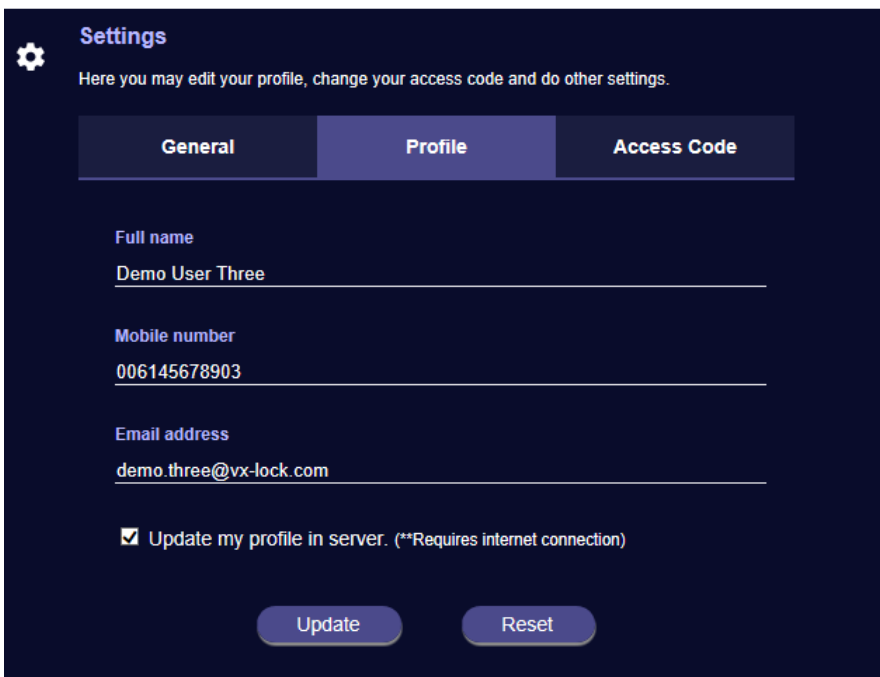 Settings
Here you may edit your profile, change your access code and do other settings.
General Profile Access Code
Full name
Demo User Three
Mobile number
006145678903
Email address
demo.three@vx-lock.com
Update my profile in server. (**Requires internet connection)
Update Reset